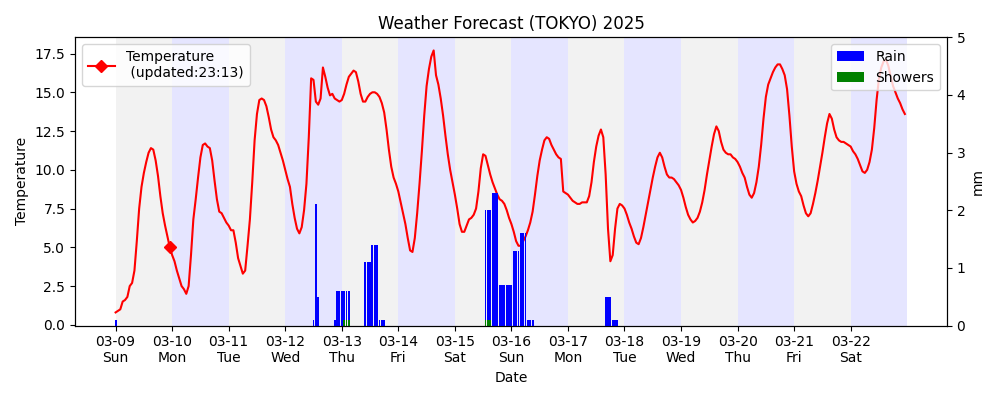 Weather Forecast (TOKYO) 2025
Temperature
(updated:23:13)
Rain
Showers
Temperature
17.5
15.0
12.5
10.0
7.5
5.0
2.5
0.0
5
4
3
2
1
0
mm
03-09 03-10 03-11 03-12 03-13 03-14 03-15 03-16 03-17 03-18 03-19 03-20 03-21 03-22
Sun Mon Tue Wed Thu Fri Sat Sun Mon Tue Wed Thu Fri Sat
Date